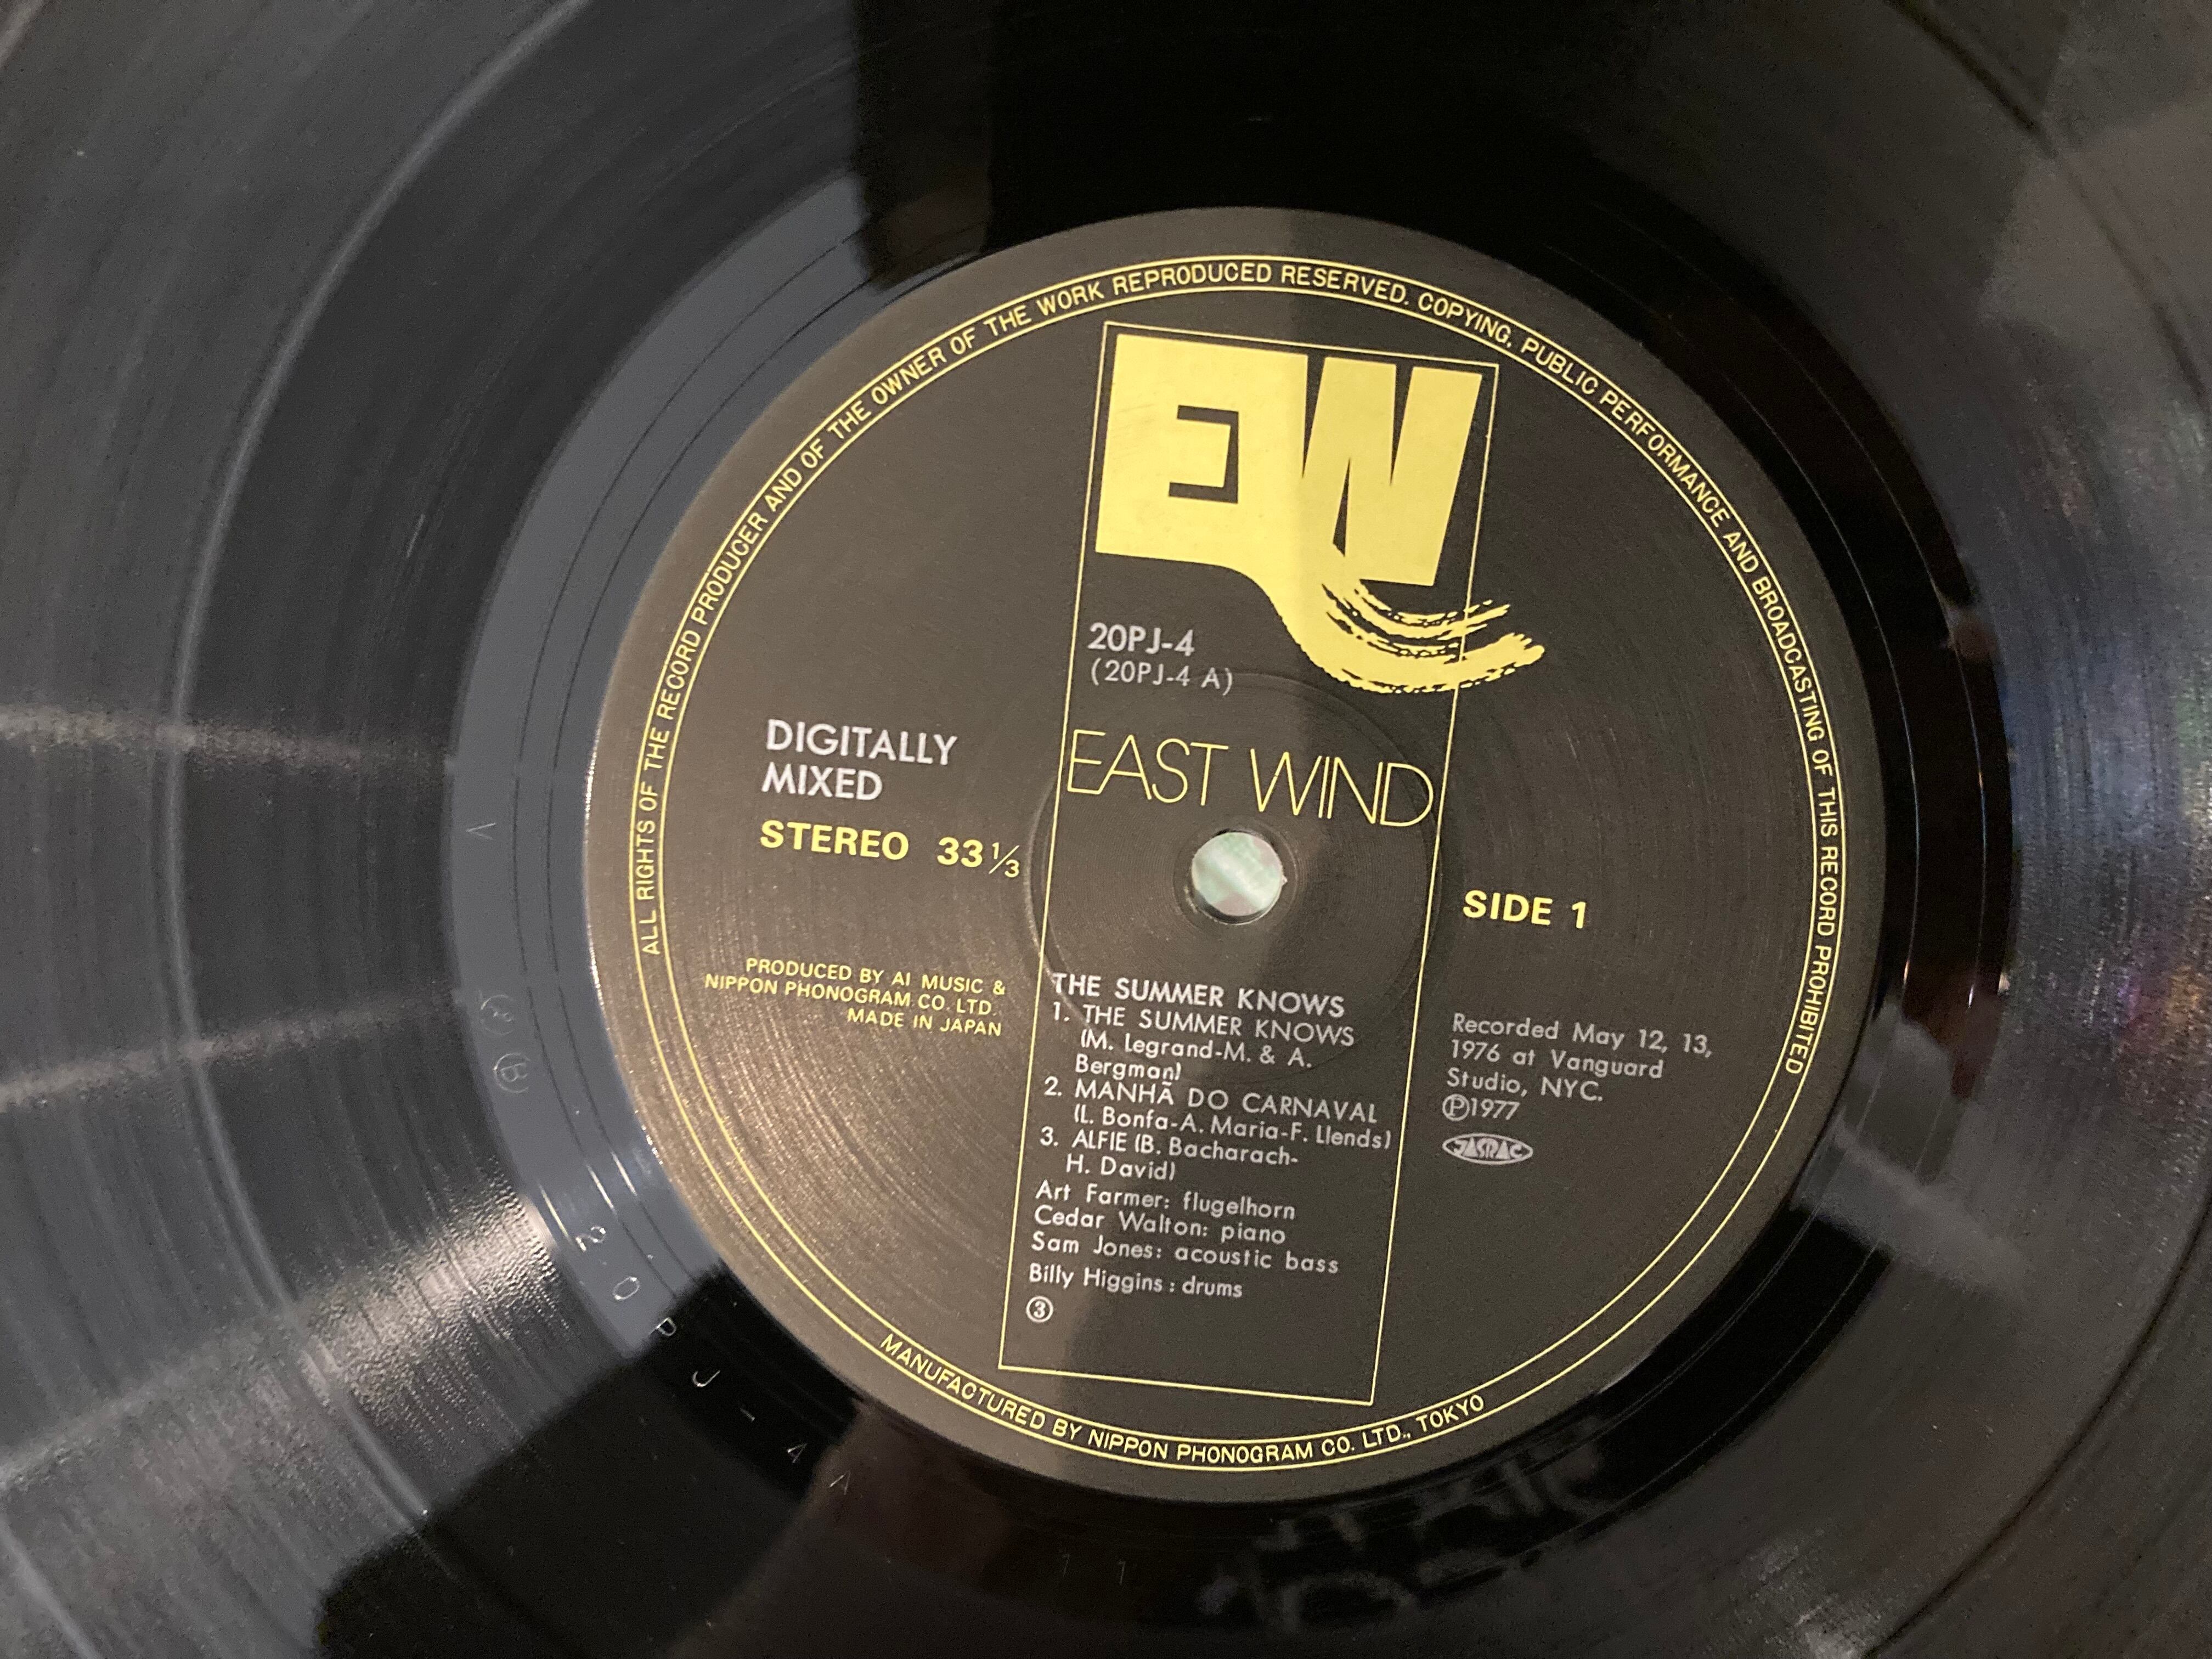 ALL RIGHTS OF THE RECORD PRODUCER AND OF THE OWNER OF THE WORK REPRODUCED RESERVED. COPYING, PUBLIC PERFORMANCE AND BROADCASTING OF THIS RECORD PROHIBITED
EW
20PJ-4
(20PJ-4 A)
EAST WIND
DIGITALLY
MIXED
STEREO 33 1/3
SIDE 1
PRODUCED BY AI MUSIC &
NIPPON PHONOGRAM CO. LTD.
MADE IN JAPAN
THE SUMMER KNOWS
1. THE SUMMER KNOWS
(M. Legrand-M. & A.
Bergman)
2. MANHÃ DO CARNAVAL
(L. Bonfa-A. Maria-F. Llends)
3. ALFIE (B. Bacharach-
H. David)
Art Farmer: flugelhorn
Cedar Walton: piano
Sam Jones: acoustic bass
Billy Higgins : drums
③
Recorded May 12, 13,
1976 at Vanguard
Studio, NYC.
Ⓟ1977
JASRAC
MANUFACTURED BY NIPPON PHONOGRAM CO. LTD., TOKYO
20PJ-4A